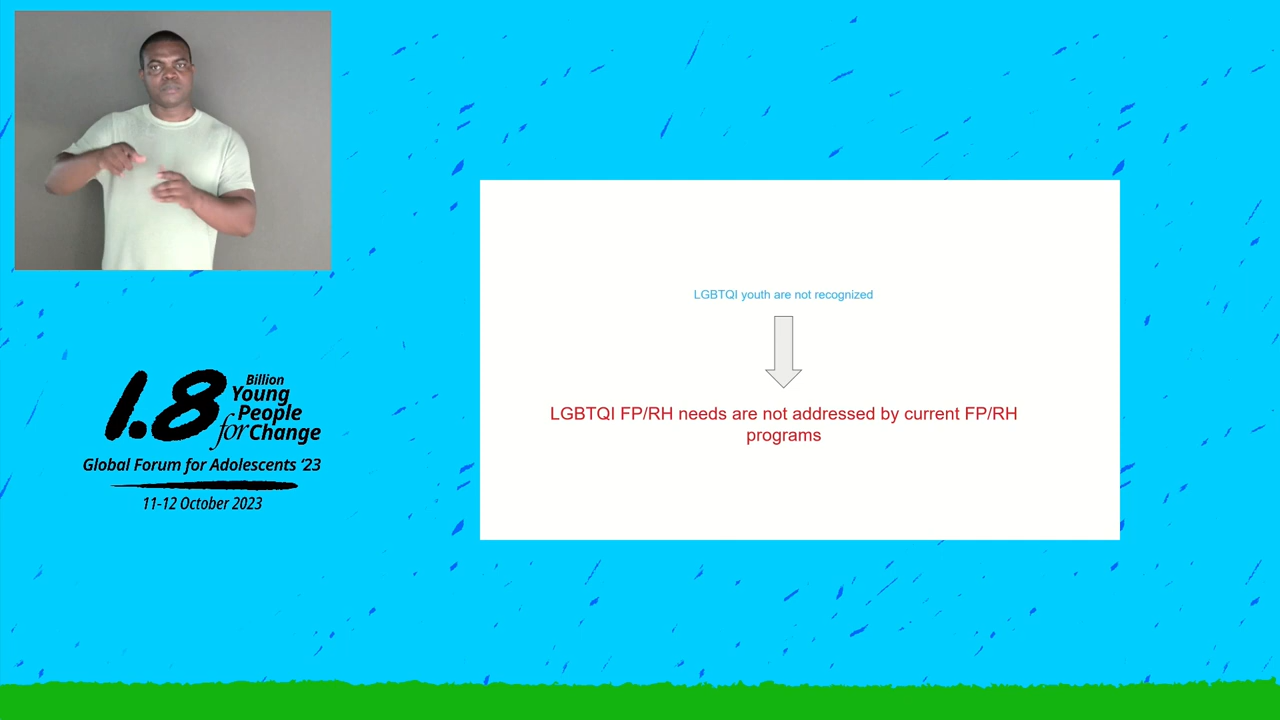 1.8 Billion
Young
People
for Change
Global Forum for Adolescents ‘23
11-12 October 2023
LGBTQI youth are not recognized
LGBTQI FP/RH needs are not addressed by current FP/RH
programs